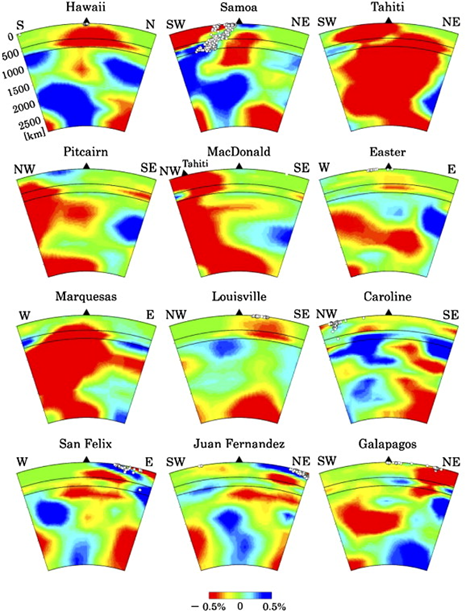 Hawaii
S N
Samoa
SW NE
Tahiti
SW NE
0
500
1000
1500
2000
2500
[km]
Pitcairn
NW SE
MacDonald
NW Tahiti SE
Easter
W E
Marquesas
W E
Louisville
NW SE
Caroline
NW SE
San Felix
W E
Juan Fernandez
SW NE
Galapagos
SW NE
− 0.5% 0 0.5%